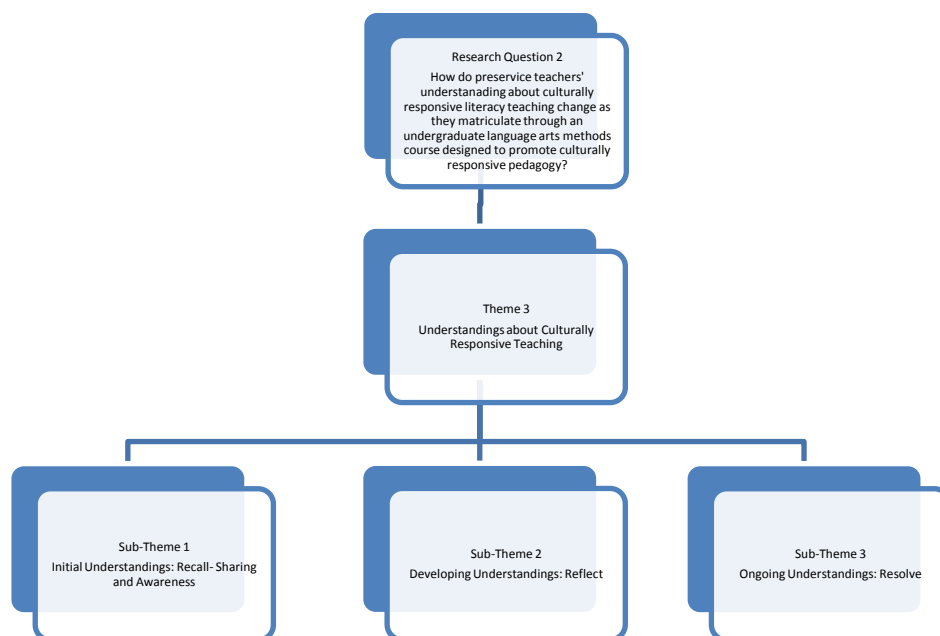 Research Question 2
How do preservice teachers'
understanading about culturally
responsive literacy teaching change as
they matriculate through an
undergraduate language arts methods
course designed to promote culturally
responsive pedagogy?
Theme 3
Understandings about Culturally
Responsive Teaching
Sub-Theme 1
Initial Understandings: Recall- Sharing
and Awareness
Sub-Theme 2
Developing Understandings: Reflect
Sub-Theme 3
Ongoing Understandings: Resolve